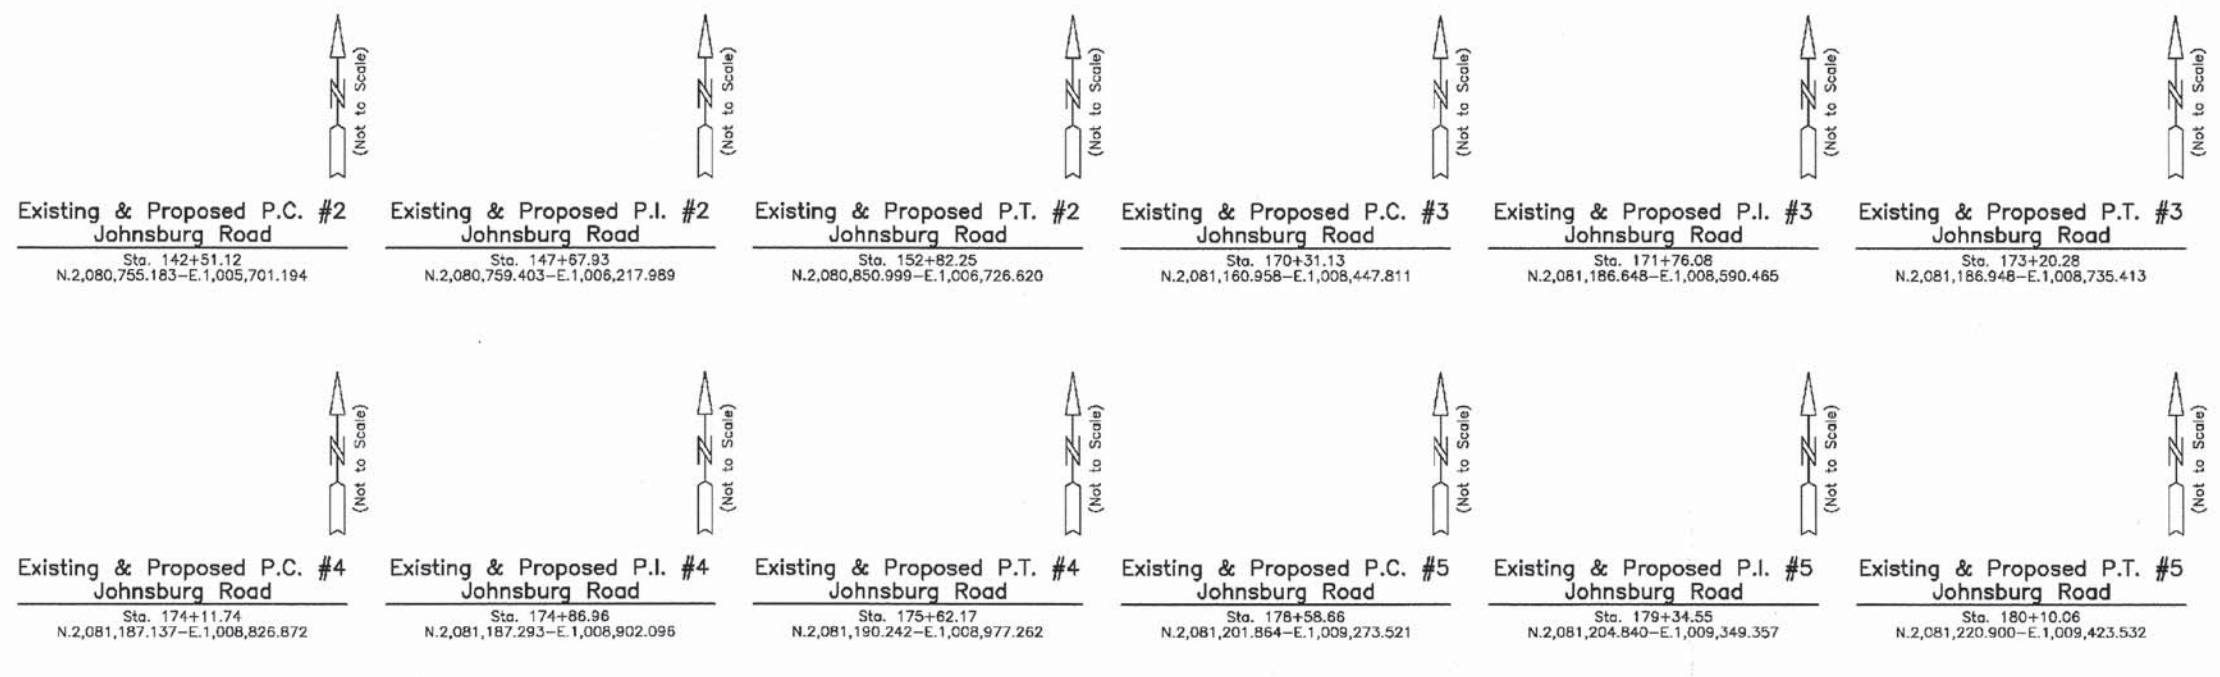 N
(Not to Scale)
Existing & Proposed P.C. #2
Johnsburg Road
Sta. 142+51.12
N.2,080,755.183–E.1,005,701.194
N
(Not to Scale)
Existing & Proposed P.I. #2
Johnsburg Road
Sta. 147+67.93
N.2,080,759.403–E.1,006,217.989
N
(Not to Scale)
Existing & Proposed P.T. #2
Johnsburg Road
Sta. 152+82.25
N.2,080,850.999–E.1,006,726.620
N
(Not to Scale)
Existing & Proposed P.C. #3
Johnsburg Road
Sta. 170+31.13
N.2,081,160.958–E.1,008,447.811
N
(Not to Scale)
Existing & Proposed P.I. #3
Johnsburg Road
Sta. 171+76.08
N.2,081,186.648–E.1,008,590.465
N
(Not to Scale)
Existing & Proposed P.T. #3
Johnsburg Road
Sta. 173+20.28
N.2,081,186.948–E.1,008,735.413
N
(Not to Scale)
Existing & Proposed P.C. #4
Johnsburg Road
Sta. 174+11.74
N.2,081,187.137–E.1,008,826.872
N
(Not to Scale)
Existing & Proposed P.I. #4
Johnsburg Road
Sta. 174+86.96
N.2,081,187.293–E.1,008,902.096
N
(Not to Scale)
Existing & Proposed P.T. #4
Johnsburg Road
Sta. 175+62.17
N.2,081,190.242–E.1,008,977.262
N
(Not to Scale)
Existing & Proposed P.C. #5
Johnsburg Road
Sta. 178+58.66
N.2,081,201.864–E.1,009,273.521
N
(Not to Scale)
Existing & Proposed P.I. #5
Johnsburg Road
Sta. 179+34.55
N.2,081,204.840–E.1,009,349.357
N
(Not to Scale)
Existing & Proposed P.T. #5
Johnsburg Road
Sta. 180+10.06
N.2,081,220.900–E.1,009,423.532